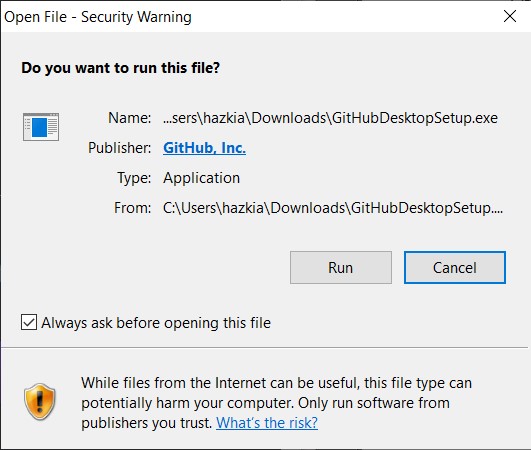 Open File - Security Warning
Do you want to run this file?
Name: ...sers\hazkia\Downloads\GitHubDesktopSetup.exe
Publisher: GitHub, Inc.
Type: Application
From: C:\Users\hazkia\Downloads\GitHubDesktopSetup....
Run Cancel
Always ask before opening this file
While files from the Internet can be useful, this file type can
potentially harm your computer. Only run software from
publishers you trust. What's the risk?